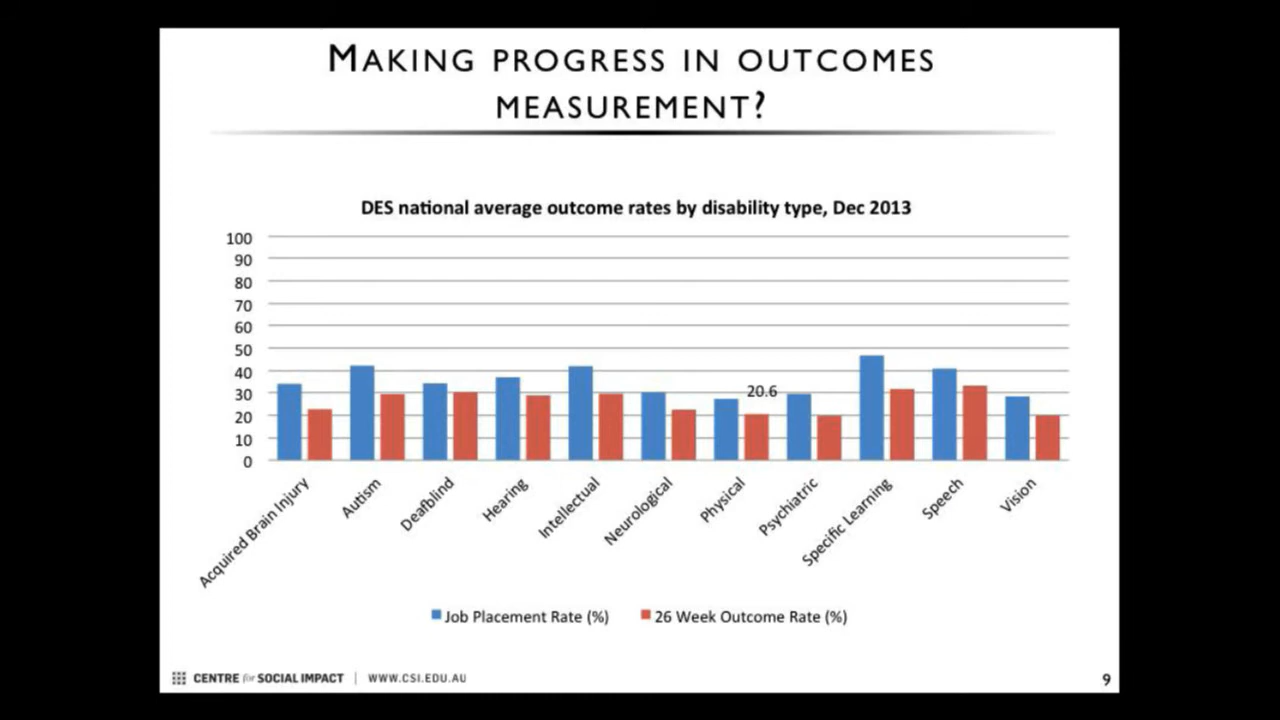 MAKING PROGRESS IN OUTCOMES
MEASUREMENT?
DES national average outcome rates by disability type, Dec 2013
100
90
80
70
60
50
40
30
20
10
0
20.6
Acquired Brain Injury
Autism
Deafblind
Hearing
Intellectual
Neurological
Physical
Psychiatric
Specific Learning
Speech
Vision
Job Placement Rate (%)
26 Week Outcome Rate (%)
CENTRE for SOCIAL IMPACT | WWW.CSI.EDU.AU
9